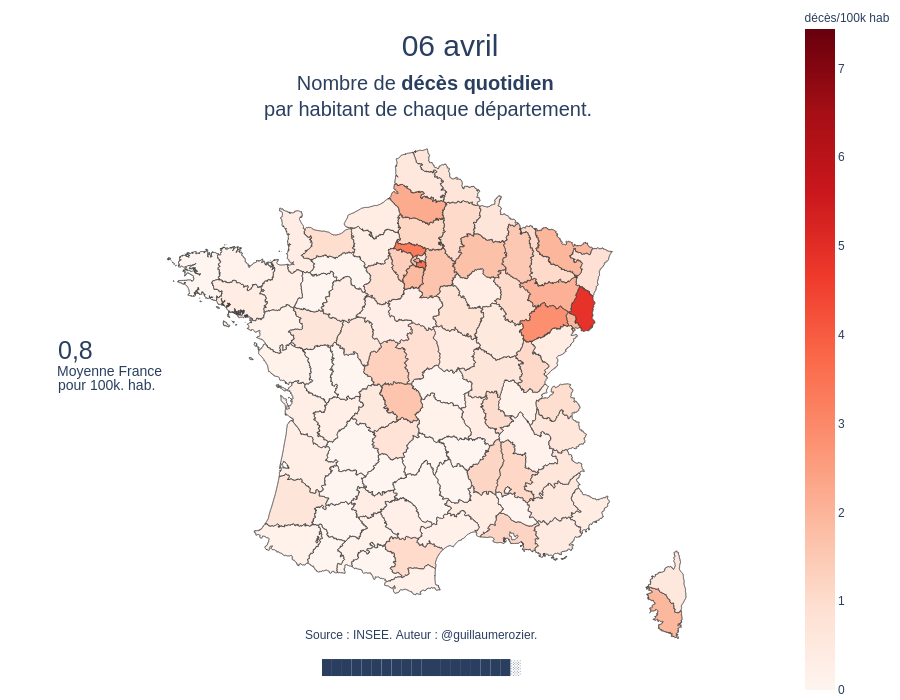 06 avril
Nombre de décès quotidien
par habitant de chaque département.
décès/100k hab
7
6
5
4
3
2
1
0
0,8
Moyenne France
pour 100k. hab.
Source : INSEE. Auteur : @guillaumerozier.